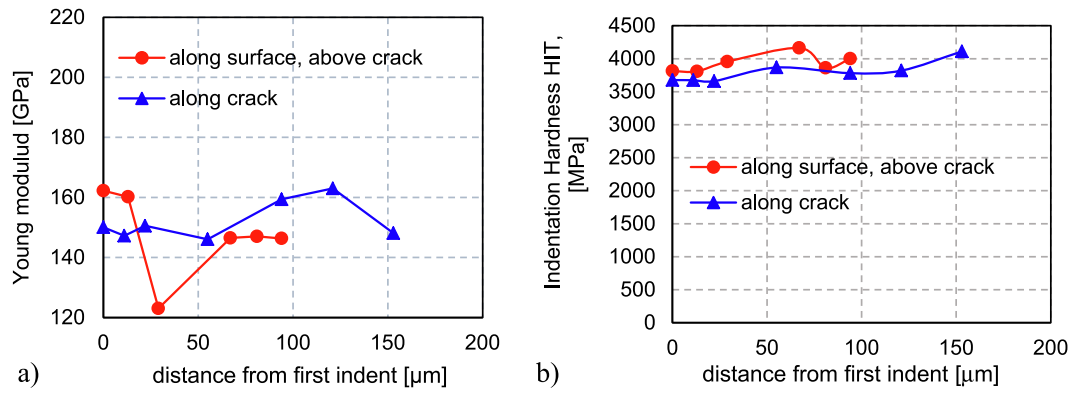 220
200
180
160
140
120
Young modulud [GPa]
along surface, above crack
along crack
0
50
100
150
200
distance from first indent [µm]
a)
4500
4000
3500
3000
2500
2000
1500
1000
500
0
Indentation Hardness HIT,
[MPa]
along surface, above crack
along crack
0
50
100
150
200
distance from first indent [µm]
b)